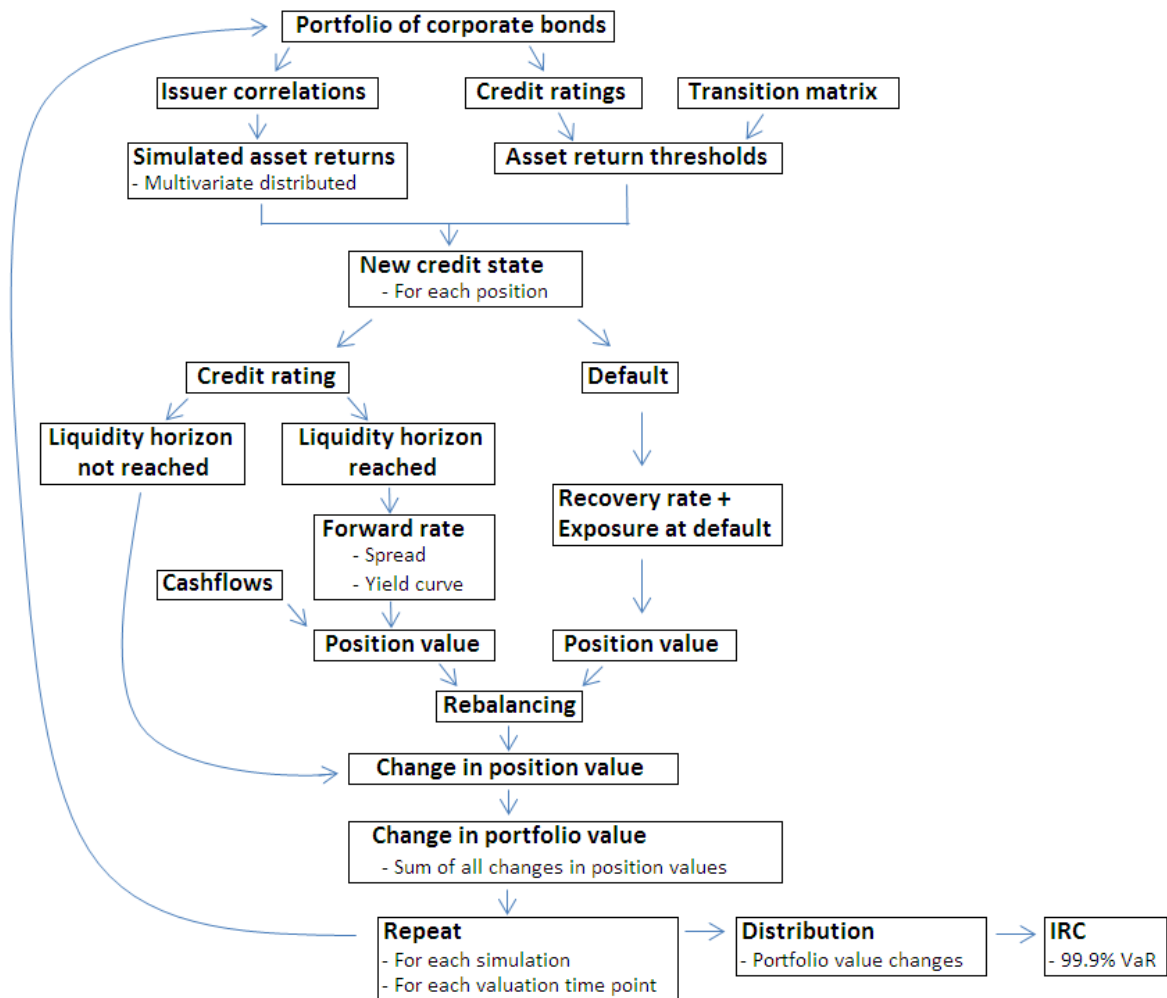 Portfolio of corporate bonds
Issuer correlations
Credit ratings
Transition matrix
Simulated asset returns
- Multivariate distributed
Asset return thresholds
New credit state
- For each position
Credit rating
Default
Liquidity horizon
not reached
Liquidity horizon
reached
Recovery rate +
Exposure at default
Forward rate
- Spread
- Yield curve
Cashflows
Position value
Position value
Rebalancing
Change in position value
Change in portfolio value
- Sum of all changes in position values
Repeat
- For each simulation
- For each valuation time point
Distribution
- Portfolio value changes
IRC
- 99.9% VaR